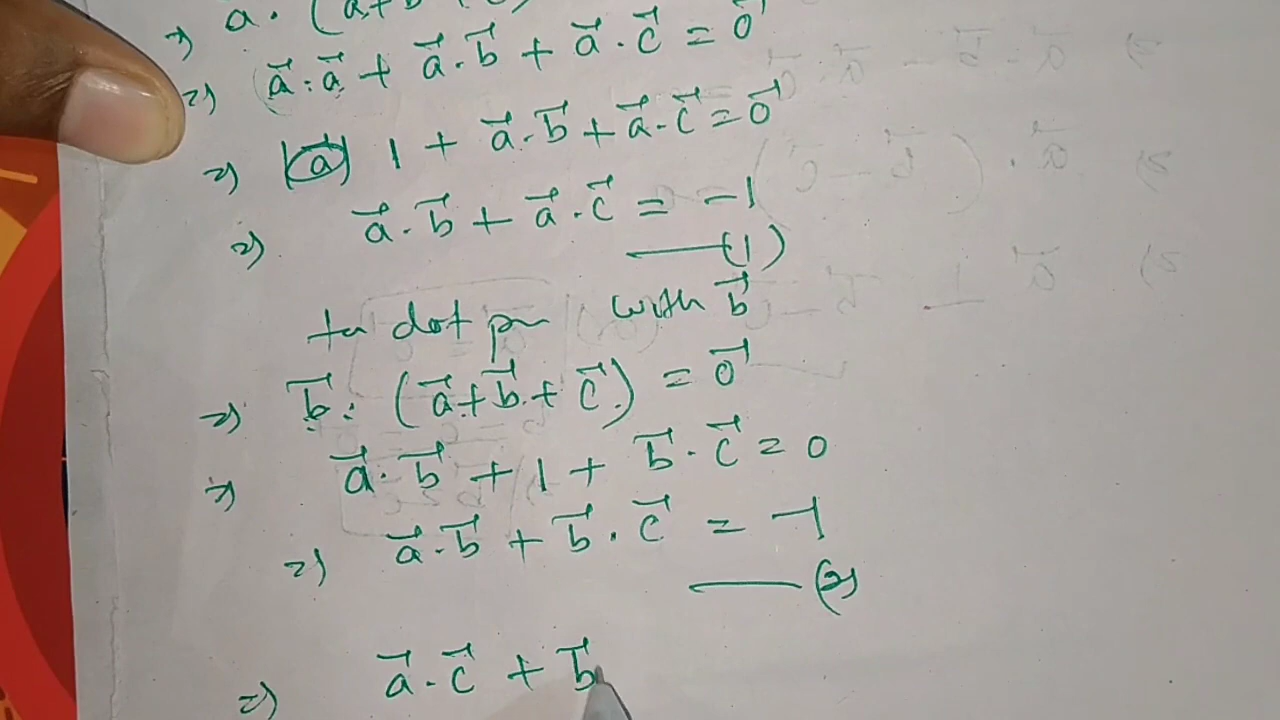 ⇒ a⃗ · (a⃗ + b⃗
⇒ (a⃗ · a⃗ + a⃗ · b⃗ + a⃗ · c⃗ = 0⃗
⇒ 1 + a⃗ · b⃗ + a⃗ · c⃗ = 0⃗
⇒ a⃗ · b⃗ + a⃗ · c⃗ = -1
——(1)
dot with b⃗
⇒ b⃗ · (a⃗ + b⃗ + c⃗) = 0⃗
⇒ a⃗ · b⃗ + 1 + b⃗ · c⃗ = 0
⇒ a⃗ · b⃗ + b⃗ · c⃗ = -1
——(2)
⇒ a⃗ · c⃗ + b⃗